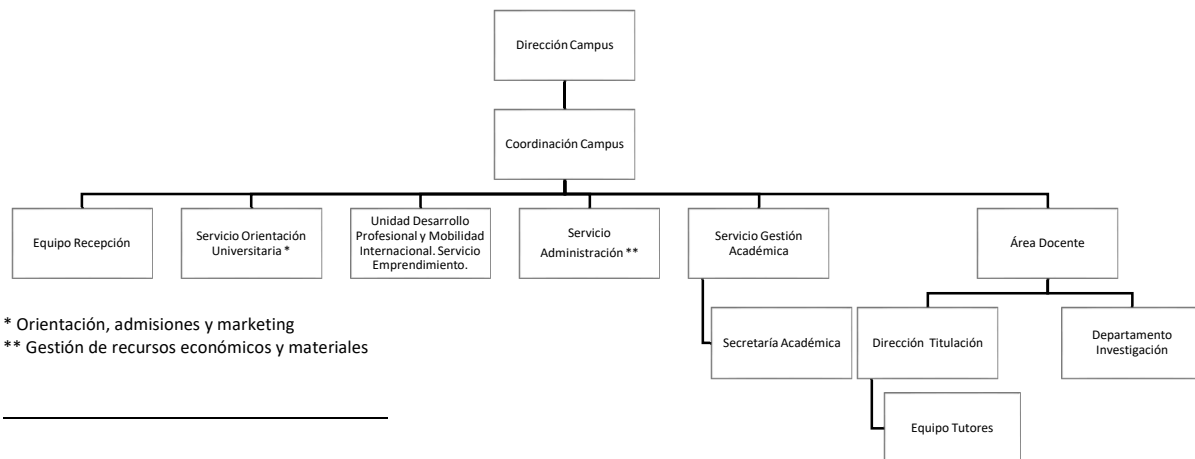 Dirección Campus
Coordinación Campus
Equipo Recepción
Servicio Orientación
Universitaria *
Unidad Desarrollo
Profesional y Mobilidad
Internacional. Servicio
Emprendimiento.
Servicio
Administración **
Servicio Gestión
Académica
Área Docente
* Orientación, admisiones y marketing
** Gestión de recursos económicos y materiales
Secretaría Académica
Dirección Titulación
Departamento
Investigación
Equipo Tutores